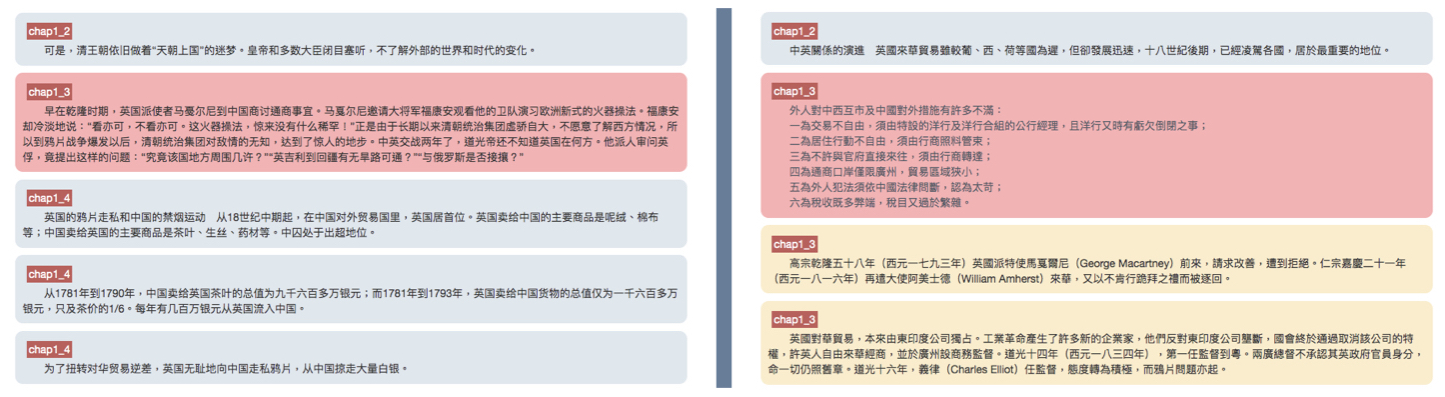 chap1_2
可是，清王朝依旧做着“天朝上国”的迷梦。皇帝和多数大臣闭目塞听，不了解外部的世界和时代的变化。
chap1_3
早在乾隆时期，英国派使者马戛尔尼到中国商讨通商事宜。马戛尔尼邀请大将军福康安观看他的卫队演习欧洲新式的火器操法。福康安
却冷淡地说：“看亦可，不看亦可。这火器操法，惊来没有什么稀罕！”正是由于长期以来清朝统治集团虚骄自大，不愿意了解西方情况，所
以到鸦片战争爆发以后，清朝统治集团对敌情的无知，达到了惊人的地步。中英交战两年了，道光帝还不知道英国在何方。他派人审问英
俘，竟提出这样的问题：“究竟该国地方周围几许？”“英吉利到回疆有无旱路可通？”“与俄罗斯是否接攘？”
chap1_4
英国的鸦片走私和中国的禁烟运动　从18世纪中期起，在中国对外贸易国里，英国居首位。英国卖给中国的主要商品是呢绒、棉布
等；中国卖给英国的主要商品是茶叶、生丝、药材等。中囚处于出超地位。
chap1_4
从1781年到1790年，中国卖给英国茶叶的总值为九千六百多万银元；而1781年到1793年，英国卖给中国货物的总值仅为一千六百多万
银元，只及茶价的1/6。每年有几百万银元从英国流入中国。
chap1_4
为了扭转对华贸易逆差，英国无耻地向中国走私鸦片，从中国掠走大量白银。
chap1_2
中英關係的演進　英國來華貿易雖較葡、西、荷等國為遲，但卻發展迅速，十八世紀後期，已經凌駕各國，居於最重要的地位。
chap1_3
外人對中西互市及中國對外措施有許多不滿：
一為交易不自由，須由特設的洋行及洋行合組的公行經理，且洋行又時有虧欠倒閉之事；
二為居住行動不自由，須由行商照料管束；
三為不許與官府直接來往，須由行商轉達；
四為通商口岸僅限廣州，貿易區域狹小；
五為外人犯法須依中國法律問斷，認為太苛；
六為稅收既多弊端，稅目又過於繁雜。
chap1_3
高宗乾隆五十八年（西元一七九三年）英國派特使馬戛爾尼（George Macartney）前來，請求改善，遭到拒絕。仁宗嘉慶二十一年
（西元一八一六年）再遣大使阿美士德（William Amherst）來華，又以不肯行跪拜之禮而被逐回。
chap1_3
英國對華貿易，本來由東印度公司獨占。工業革命產生了許多新的企業家，他們反對東印度公司壟斷，國會終於通過取消該公司的特
權，許英人自由來華經商，並於廣州設商務監督。道光十四年（西元一八三四年），第一任監督到粵。兩廣總督不承認其英政府官員身分，
命一切仍照舊章。道光十六年，義律（Charles Elliot）任監督，態度轉為積極，而鴉片問題亦起。